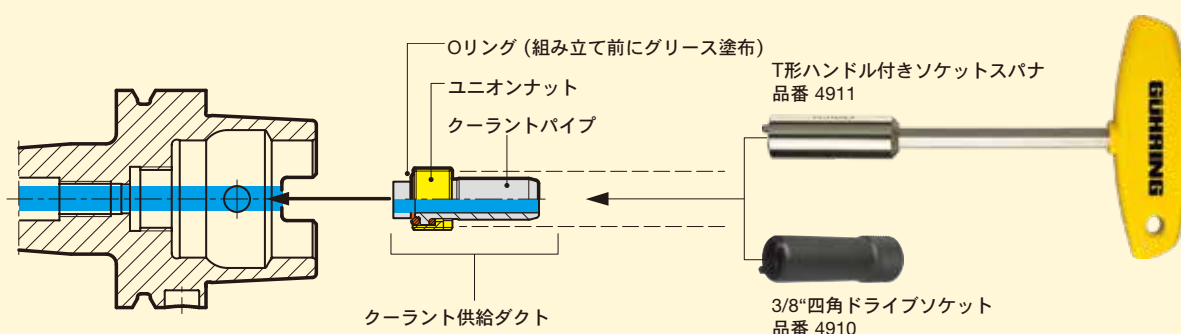 Oリング (組み立て前にグリース塗布)
ユニオンナット
クーラントパイプ
クーラント供給ダクト
T形ハンドル付きソケットスパナ
品番 4911
GUHRING
3/8“四角ドライブソケット
品番 4910